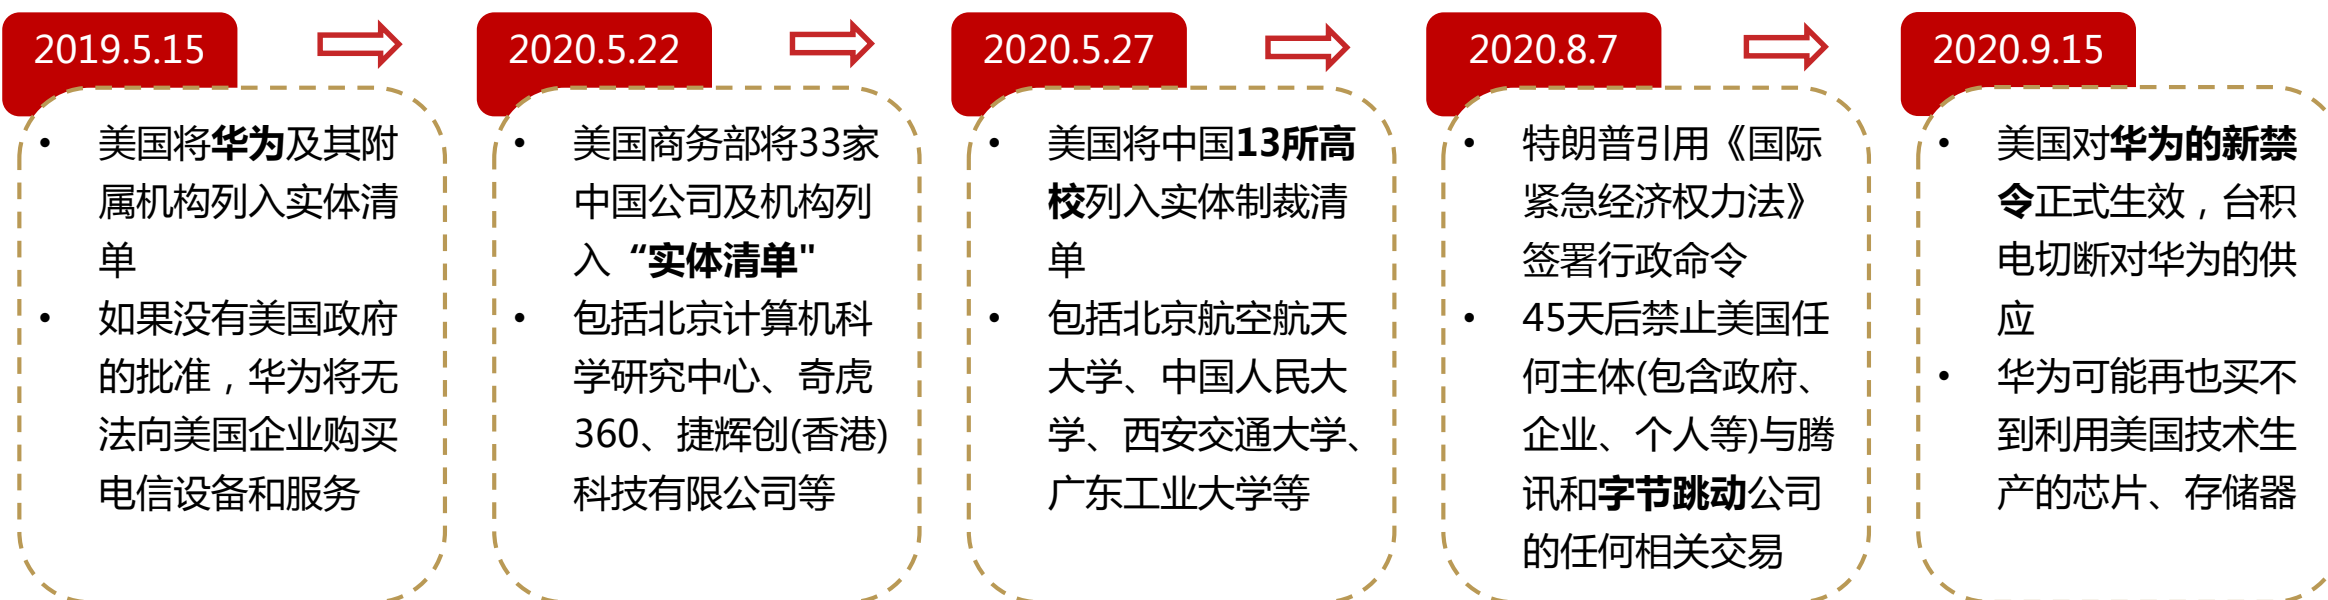 2019.5.15
• 美国将华为及其附
属机构列入实体清
单
• 如果没有美国政府
的批准，华为将无
法向美国企业购买
电信设备和服务
2020.5.22
• 美国商务部将33家
中国公司及机构列
入“实体清单"
• 包括北京计算机科
学研究中心、奇虎
360、捷辉创(香港)
科技有限公司等
2020.5.27
• 美国将中国13所高
校列入实体制裁清
单
• 包括北京航空航天
大学、中国人民大
学、西安交通大学、
广东工业大学等
2020.8.7
• 特朗普引用《国际
紧急经济权力法》
签署行政命令
• 45天后禁止美国任
何主体(包含政府、
企业、个人等)与腾
讯和字节跳动公司
的任何相关交易
2020.9.15
• 美国对华为的新禁
令正式生效，台积
电切断对华为的供
应
• 华为可能再也买不
到利用美国技术生
产的芯片、存储器